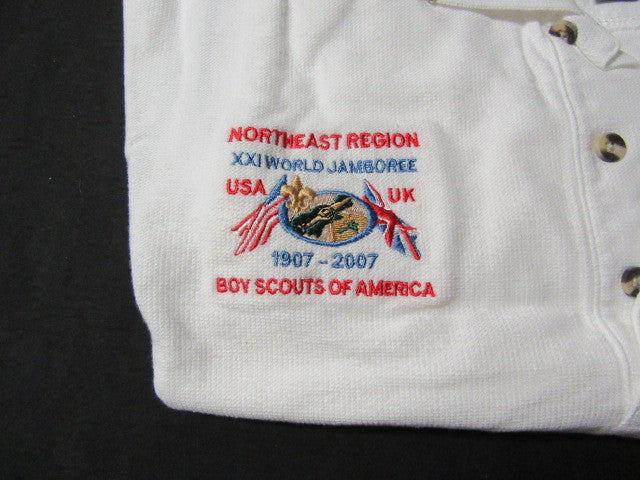 NORTHEAST REGION
XXI WORLD JAMBOREE
USA UK
1907 - 2007
BOY SCOUTS OF AMERICA